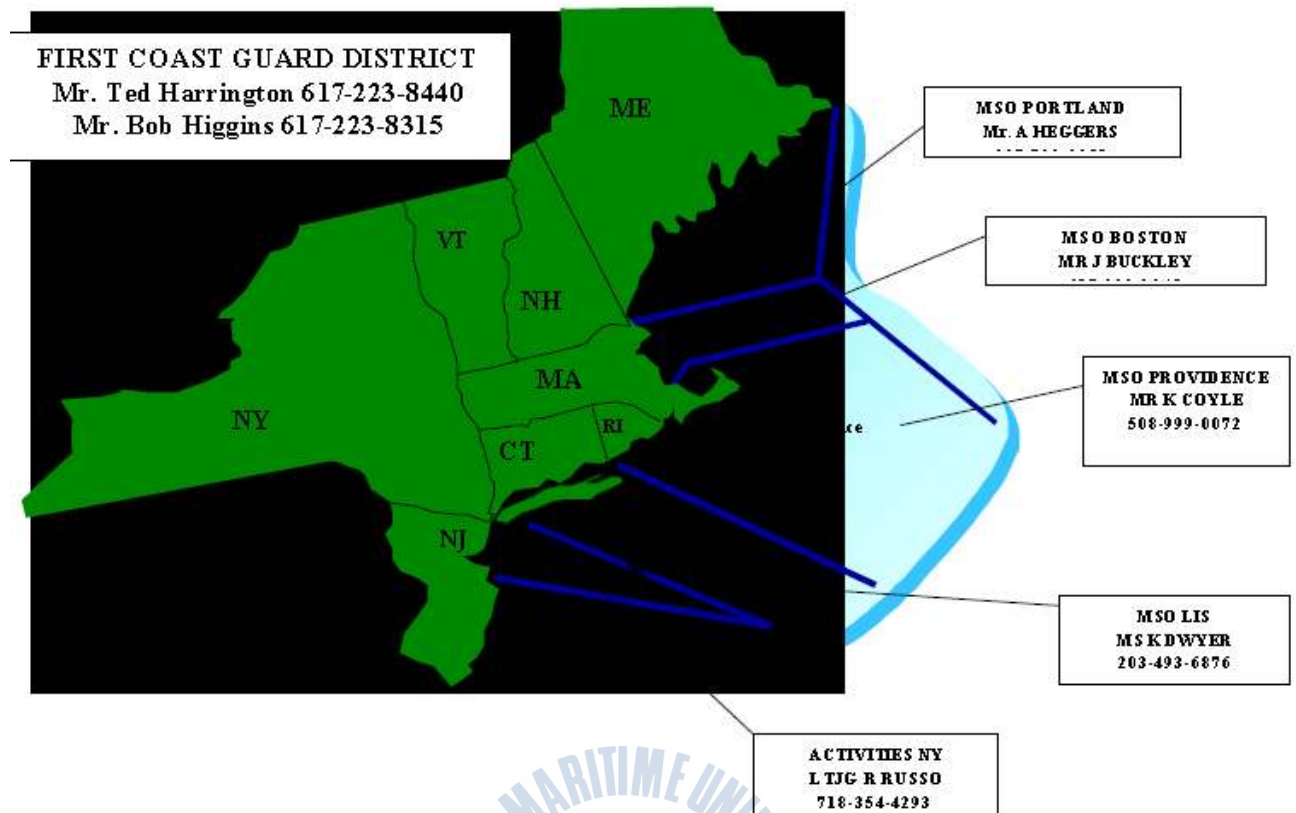 FIRST COAST GUARD DISTRICT
Mr. Ted Harrington 617-223-8440
Mr. Bob Higgins 617-223-8315
ME
MSO PORTLAND
Mr. A HEGGERS
VT
MSO BOSTON
MR J BUCKLEY
NH
MA
MSO PROVIDENCE
MR K COYLE
508-999-0072
NY
RI
CT
NJ
MSO LIS
MS K DWYER
203-493-6876
ACTIVITIES NY
LTJG R RUSSO
718-354-4293
MARITIME